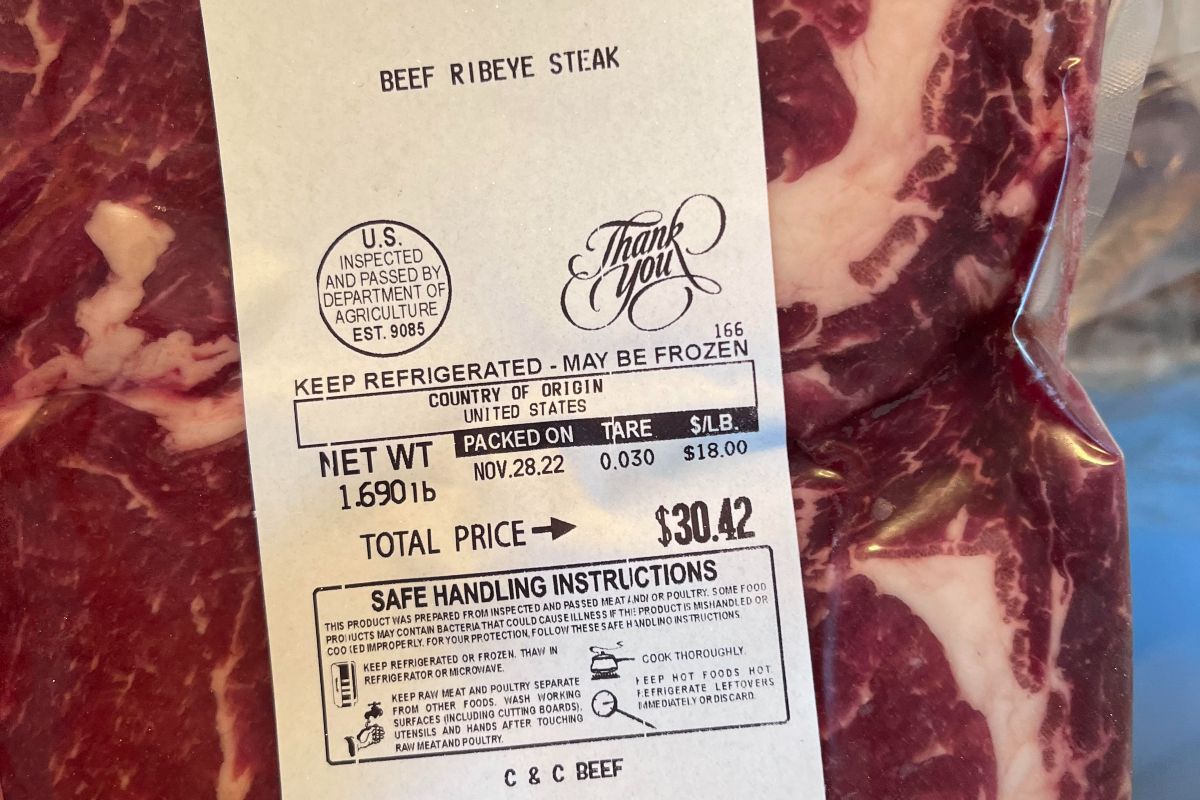 BEEF RIBEYE STEAK
U.S.
INSPECTED
AND PASSED BY
DEPARTMENT OF
AGRICULTURE
EST. 9085
Thank
You
166
KEEP REFRIGERATED - MAY BE FROZEN
COUNTRY OF ORIGIN
UNITED STATES
PACKED ON TARE $/LB.
NOV.28.22 0.030 $18.00
NET WT
1.690 lb
TOTAL PRICE → $30.42
SAFE HANDLING INSTRUCTIONS
THIS PRODUCT WAS PREPARED FROM INSPECTED AND PASSED MEAT AND/OR POULTRY. SOME FOOD
PRODUCTS MAY CONTAIN BACTERIA THAT COULD CAUSE ILLNESS IF THE PRODUCT IS MISHANDLED OR
COOKED IMPROPERLY. FOR YOUR PROTECTION, FOLLOW THESE SAFE HANDLING INSTRUCTIONS.
KEEP REFRIGERATED OR FROZEN. THAW IN
REFRIGERATOR OR MICROWAVE.
KEEP RAW MEAT AND POULTRY SEPARATE
FROM OTHER FOODS. WASH WORKING
SURFACES (INCLUDING CUTTING BOARDS),
UTENSILS AND HANDS AFTER TOUCHING
RAW MEAT AND POULTRY.
COOK THOROUGHLY.
KEEP HOT FOODS HOT.
REFRIGERATE LEFTOVERS
IMMEDIATELY OR DISCARD.
C & C BEEF